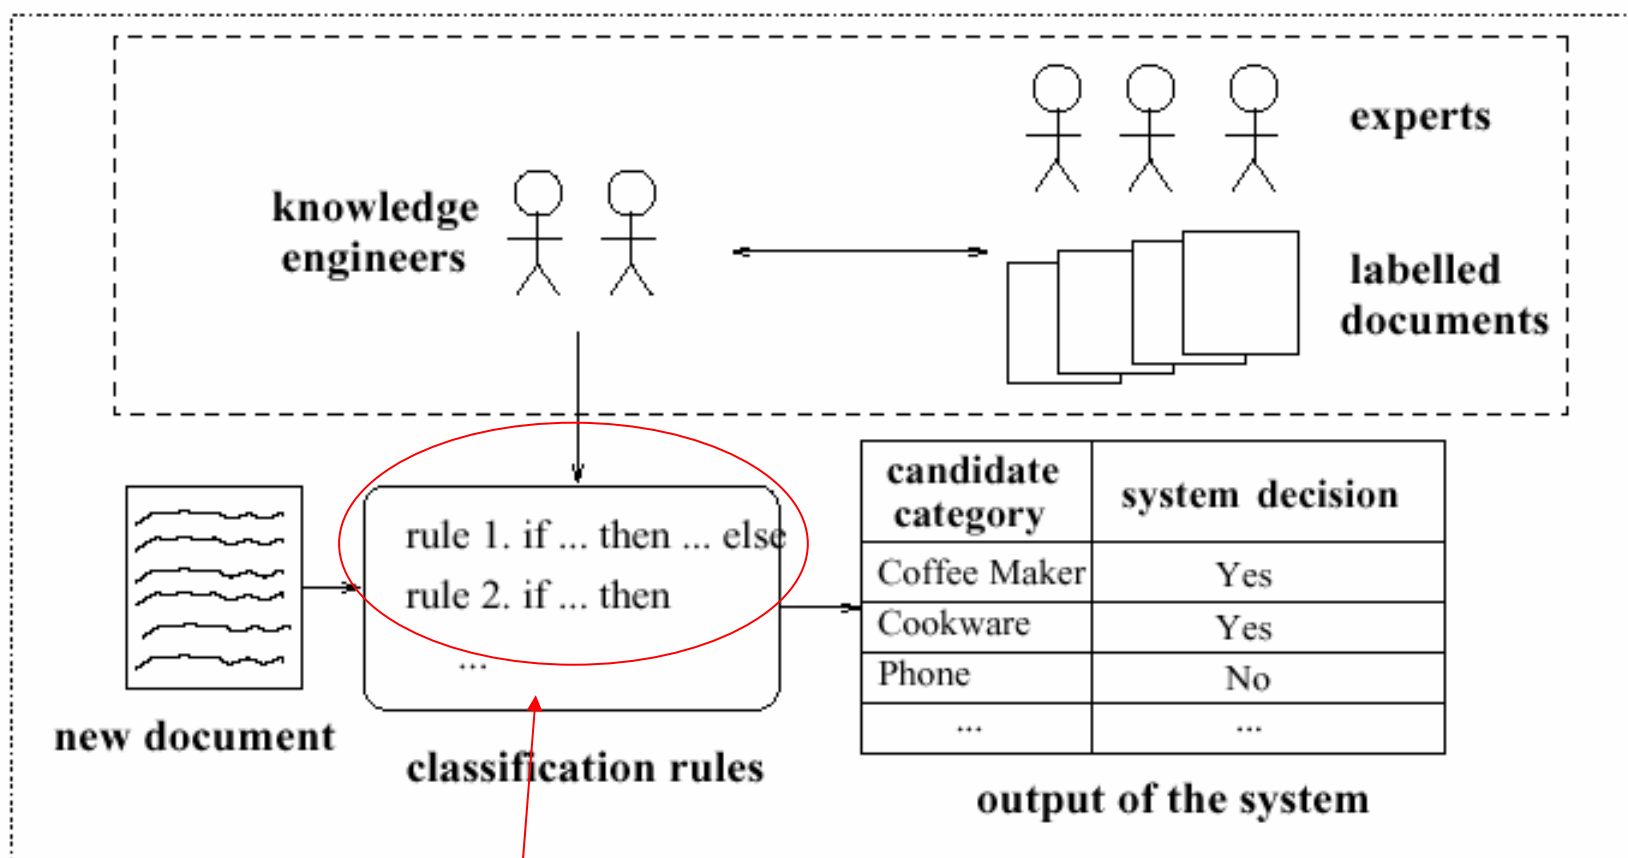 experts
knowledge
engineers
labelled
documents
rule 1. if ... then ... else
rule 2. if ... then
...
new document
classification rules
candidate
category
system decision
Coffee Maker
Yes
Cookware
Yes
Phone
No
...
...
output of the system